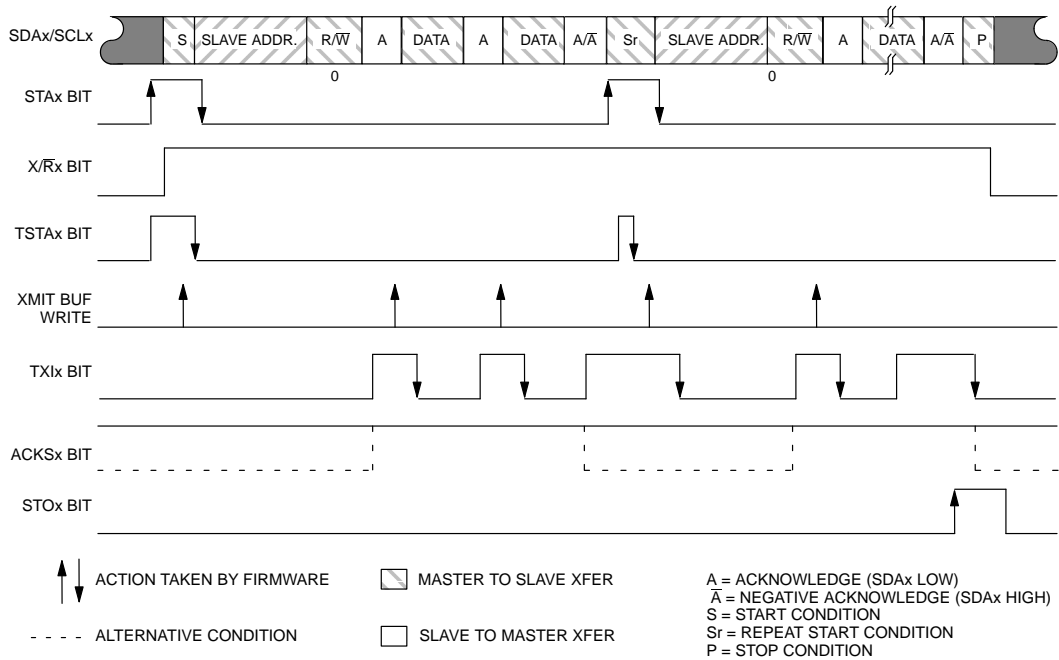 SDAx/SCLx S SLAVE ADDR. R/W̅ A DATA A DATA A/A̅ Sr SLAVE ADDR. R/W̅ A DATA A/A̅ P
0 0
STAx BIT
X/R̅x BIT
TSTAx BIT
XMIT BUF
WRITE
TXIx BIT
ACKSx BIT
STOx BIT
ACTION TAKEN BY FIRMWARE
ALTERNATIVE CONDITION
MASTER TO SLAVE XFER
SLAVE TO MASTER XFER
A = ACKNOWLEDGE (SDAx LOW)
A̅ = NEGATIVE ACKNOWLEDGE (SDAx HIGH)
S = START CONDITION
Sr = REPEAT START CONDITION
P = STOP CONDITION